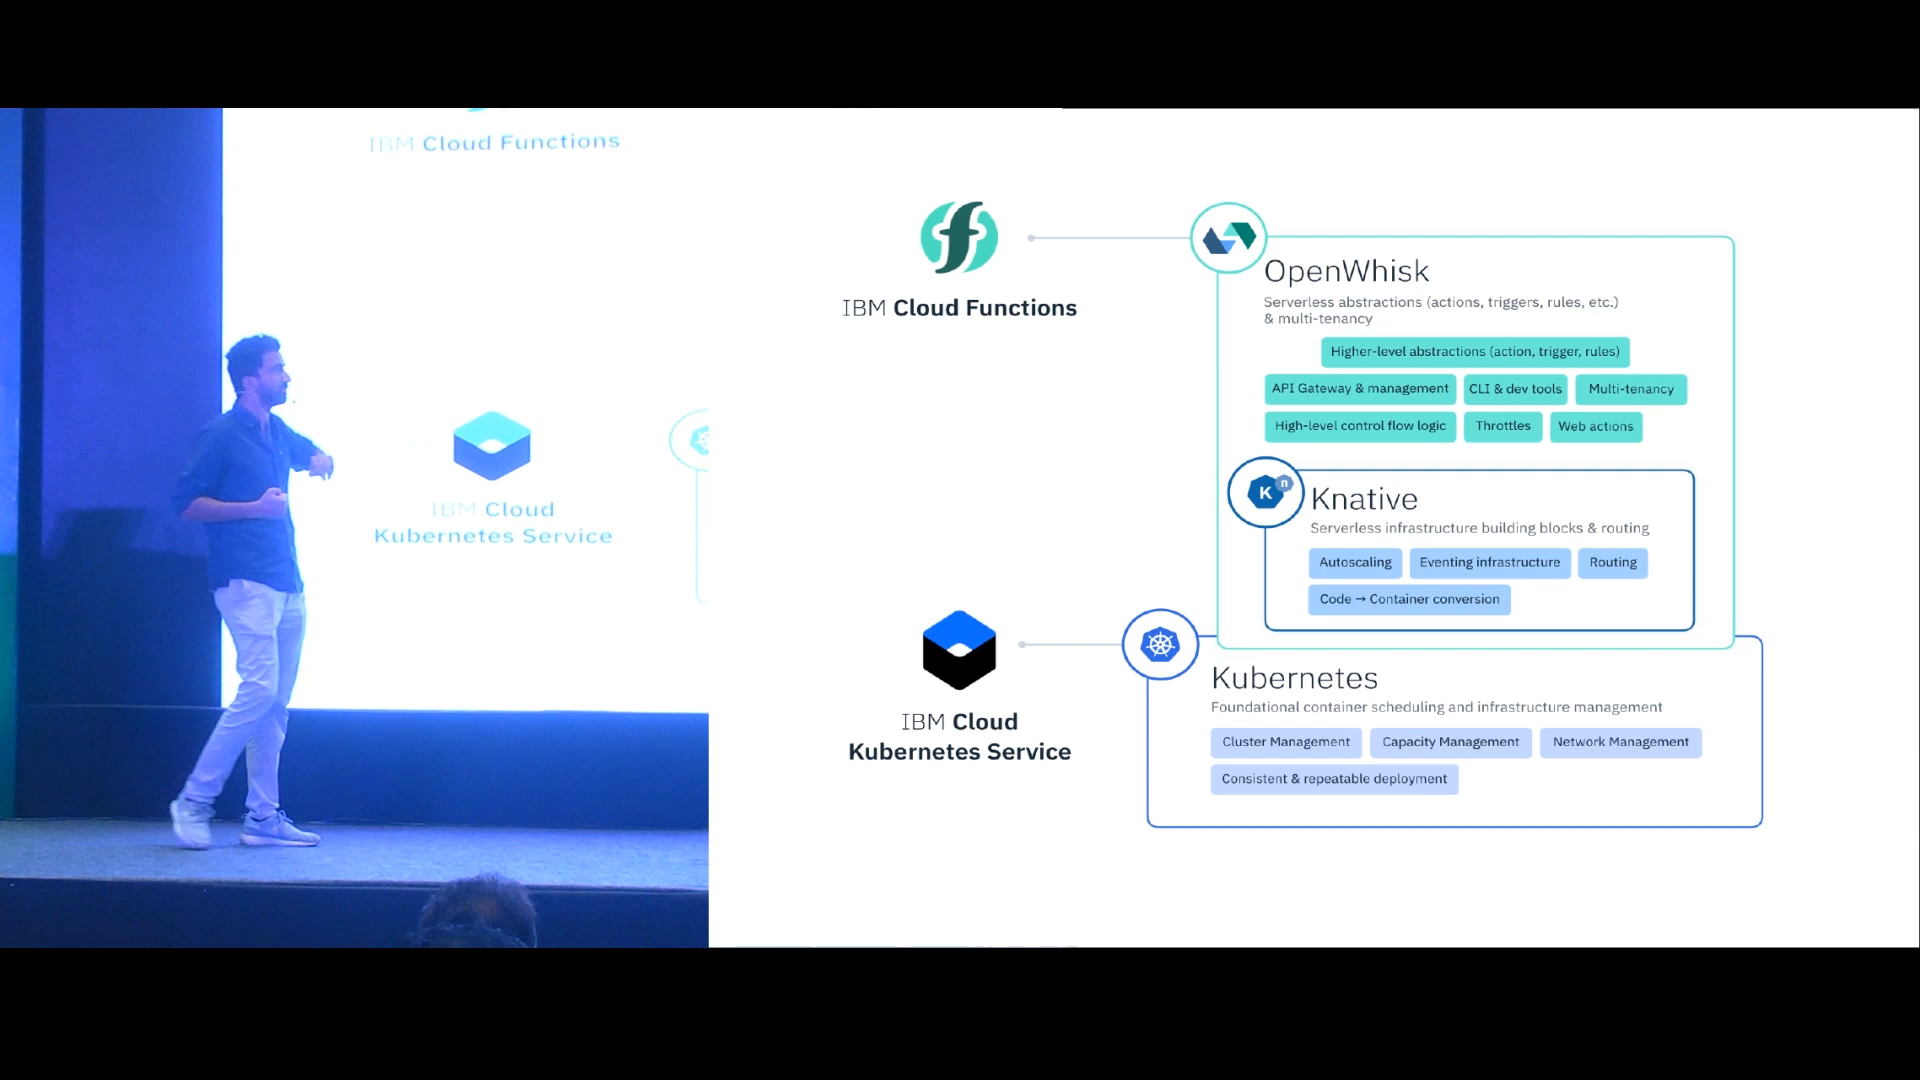 IBM Cloud Functions
IBM Cloud
Kubernetes Service
IBM Cloud Functions
OpenWhisk
Serverless abstractions (actions, triggers, rules, etc.)
& multi-tenancy
Higher-level abstractions (action, trigger, rules)
API Gateway & management
CLI & dev tools
Multi-tenancy
High-level control flow logic
Throttles
Web actions
K n
Knative
Serverless infrastructure building blocks & routing
Autoscaling
Eventing infrastructure
Routing
Code → Container conversion
IBM Cloud
Kubernetes Service
Kubernetes
Foundational container scheduling and infrastructure management
Cluster Management
Capacity Management
Network Management
Consistent & repeatable deployment